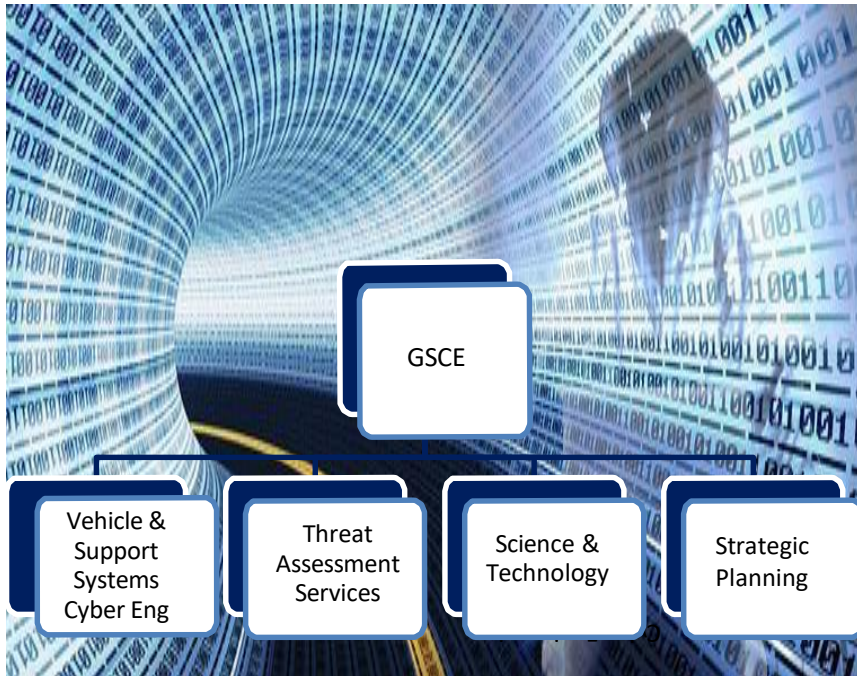 GSCE
Vehicle &
Support
Systems
Cyber Eng
Threat
Assessment
Services
Science &
Technology
Strategic
Planning